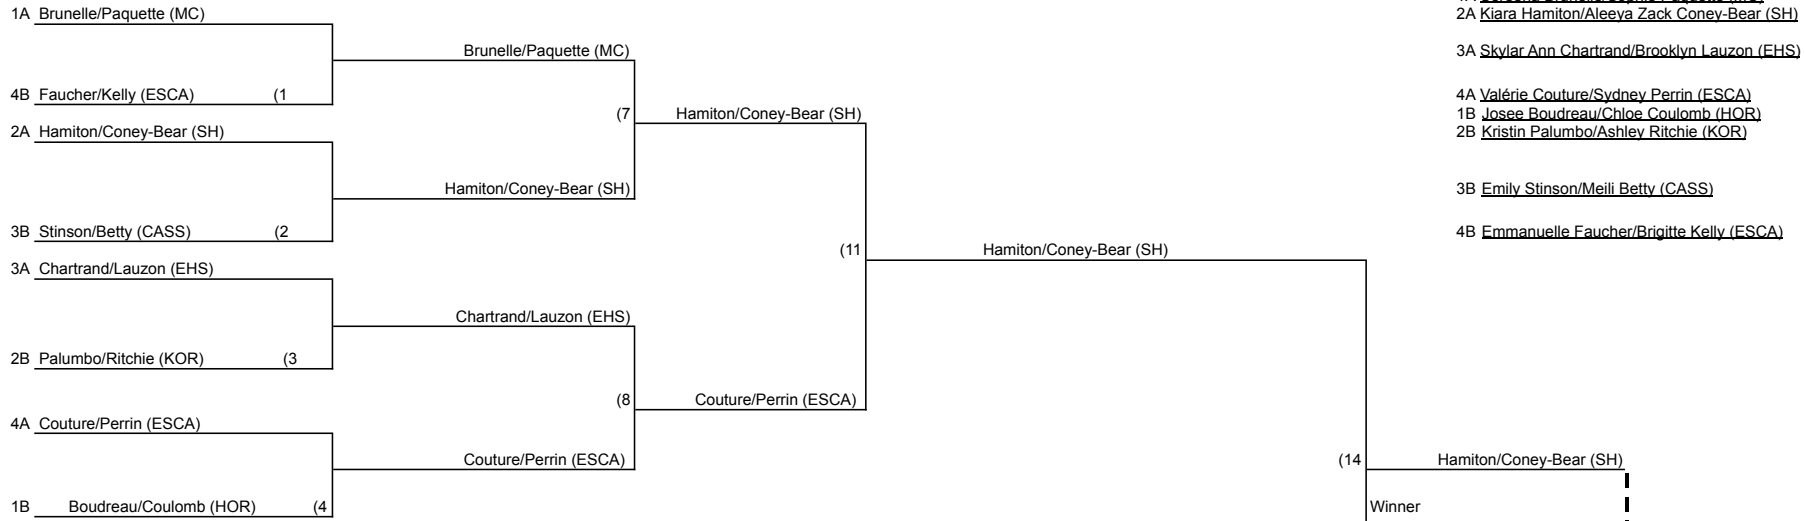 1A Brunelle/Paquette (MC)
2A Kiara Hamiton/Aleeya Zack Coney-Bear (SH)
Brunelle/Paquette (MC)
3A Skylar Ann Chartrand/Brooklyn Lauzon (EHS)
4B Faucher/Kelly (ESCA) (1
4A Valérie Couture/Sydney Perrin (ESCA)
(7 Hamiton/Coney-Bear (SH)
1B Josee Boudreau/Chloe Coulomb (HOR)
2A Hamiton/Coney-Bear (SH)
2B Kristin Palumbo/Ashley Ritchie (KOR)
Hamiton/Coney-Bear (SH)
3B Emily Stinson/Meili Betty (CASS)
3B Stinson/Betty (CASS) (2
4B Emmanuelle Faucher/Brigitte Kelly (ESCA)
(11 Hamiton/Coney-Bear (SH)
3A Chartrand/Lauzon (EHS)
Chartrand/Lauzon (EHS)
2B Palumbo/Ritchie (KOR) (3
(8 Couture/Perrin (ESCA)
4A Couture/Perrin (ESCA)
Couture/Perrin (ESCA)
(14 Hamiton/Coney-Bear (SH)
1B Boudreau/Coulomb (HOR) (4
Winner